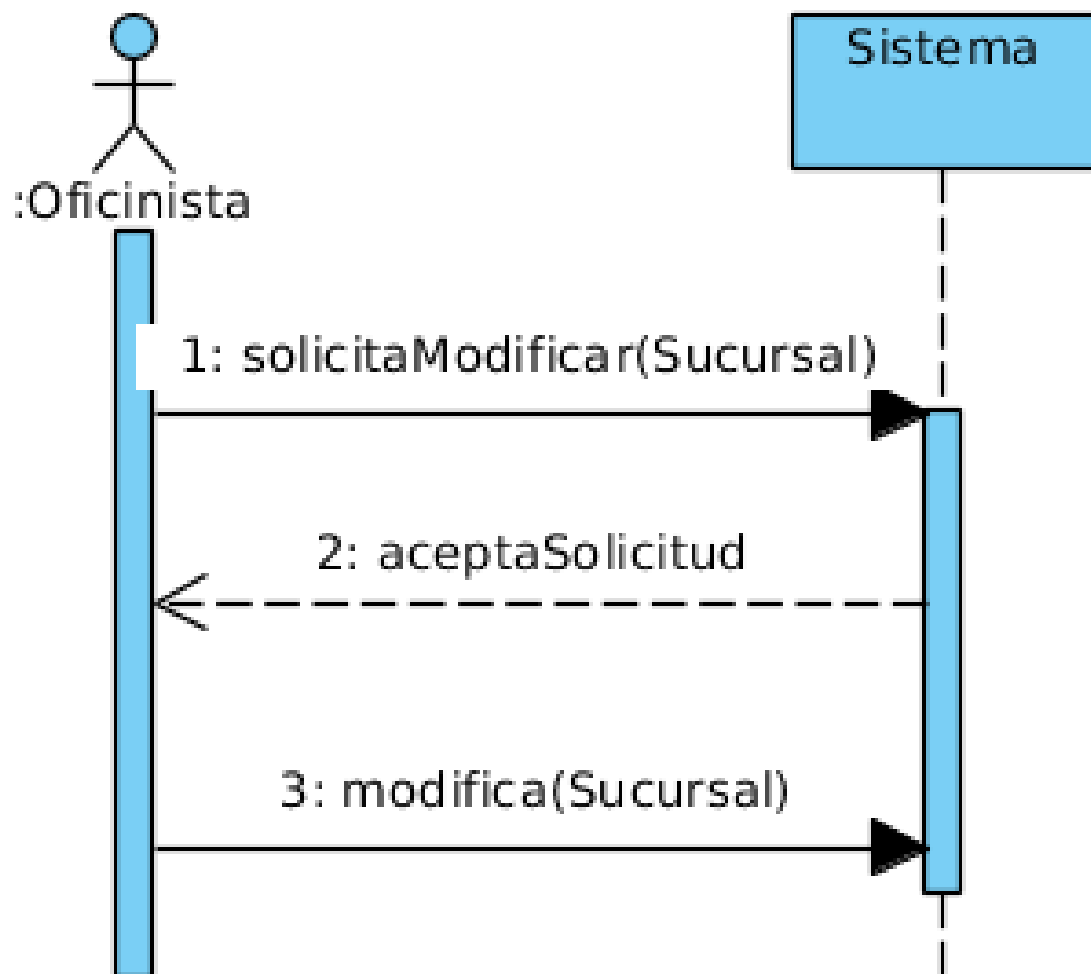 Sistema
:Oficinista
1: solicitaModificar(Sucursal)
2: aceptaSolicitud
3: modifica(Sucursal)